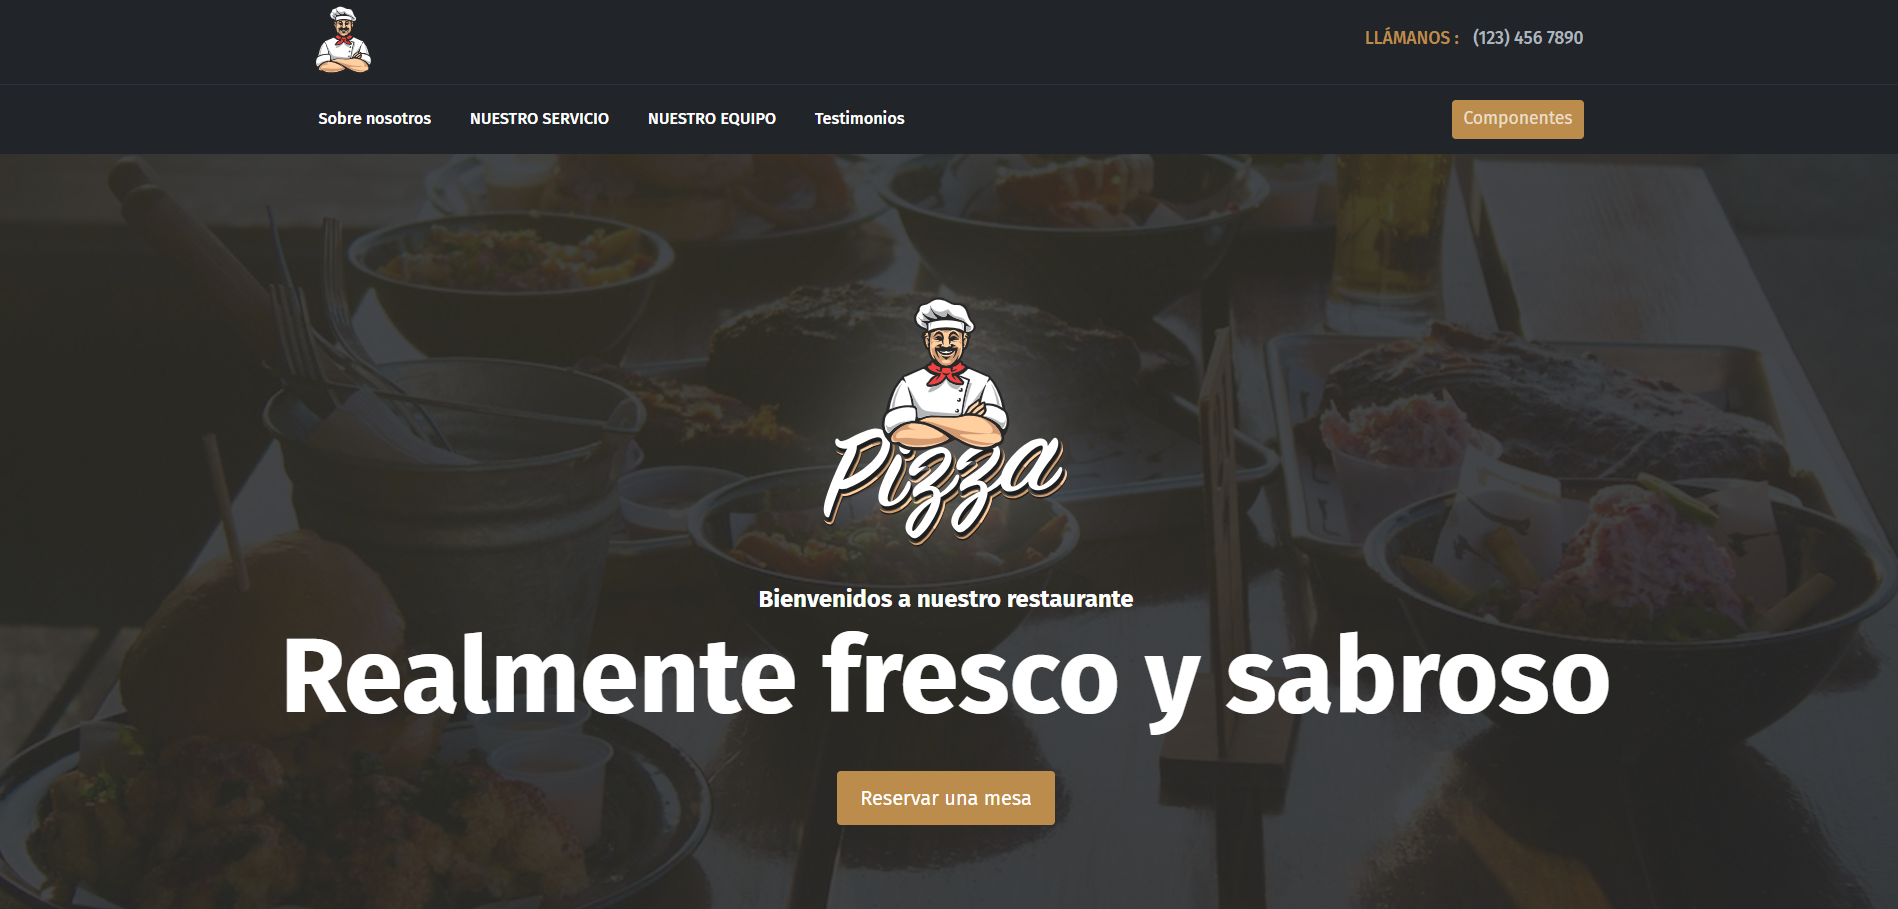 LLÁMANOS : (123) 456 7890
Sobre nosotros NUESTRO SERVICIO NUESTRO EQUIPO Testimonios Componentes
Pizza
Bienvenidos a nuestro restaurante
Realmente fresco y sabroso
Reservar una mesa